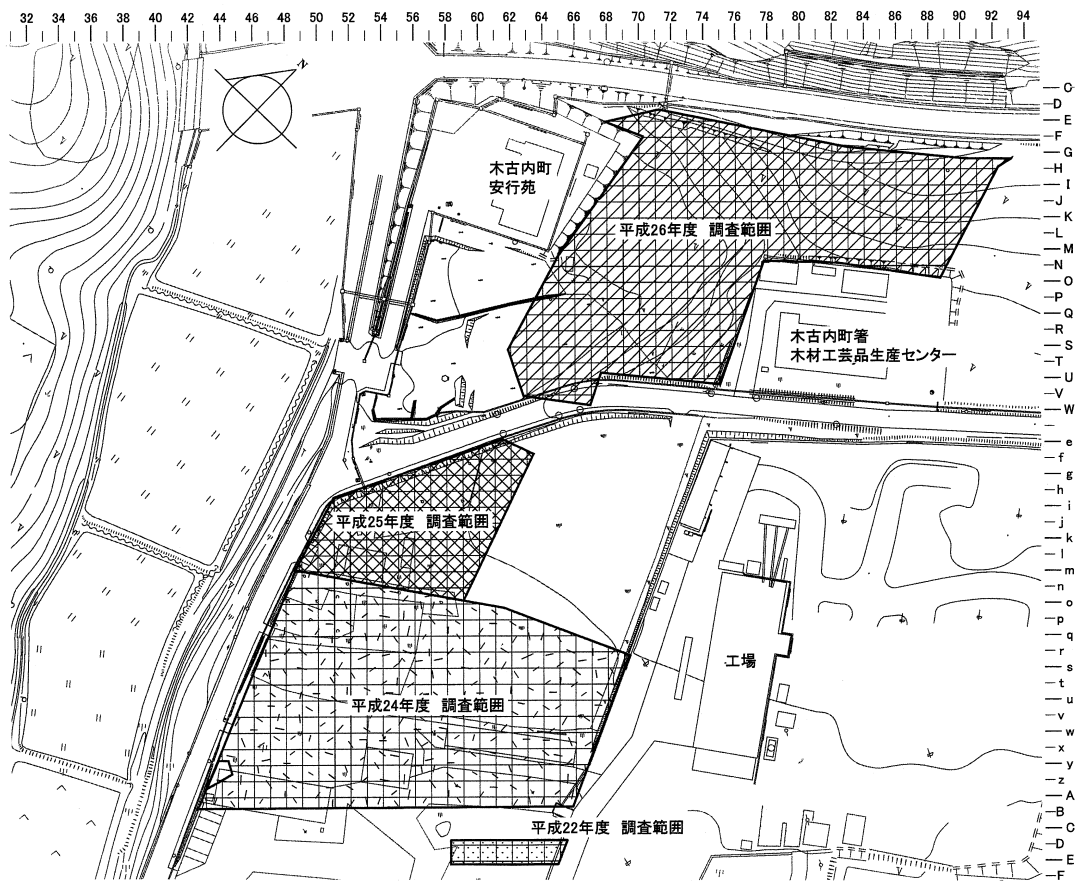 32 34 36 38 40 42 44 46 48 50 52 54 56 58 60 62 64 66 68 70 72 74 76 78 80 82 84 86 88 90 92 94
N
木古内町
安行苑
平成26年度 調査範囲
木古内町箸
木材工芸品生産センター
平成25年度 調査範囲
工場
平成24年度 調査範囲
平成22年度 調査範囲
C
D
E
F
G
H
I
J
K
L
M
N
O
P
Q
R
S
T
U
V
W
e
f
g
h
i
j
k
l
m
n
o
p
q
r
s
t
u
v
w
x
y
z
A
B
C
D
E
F